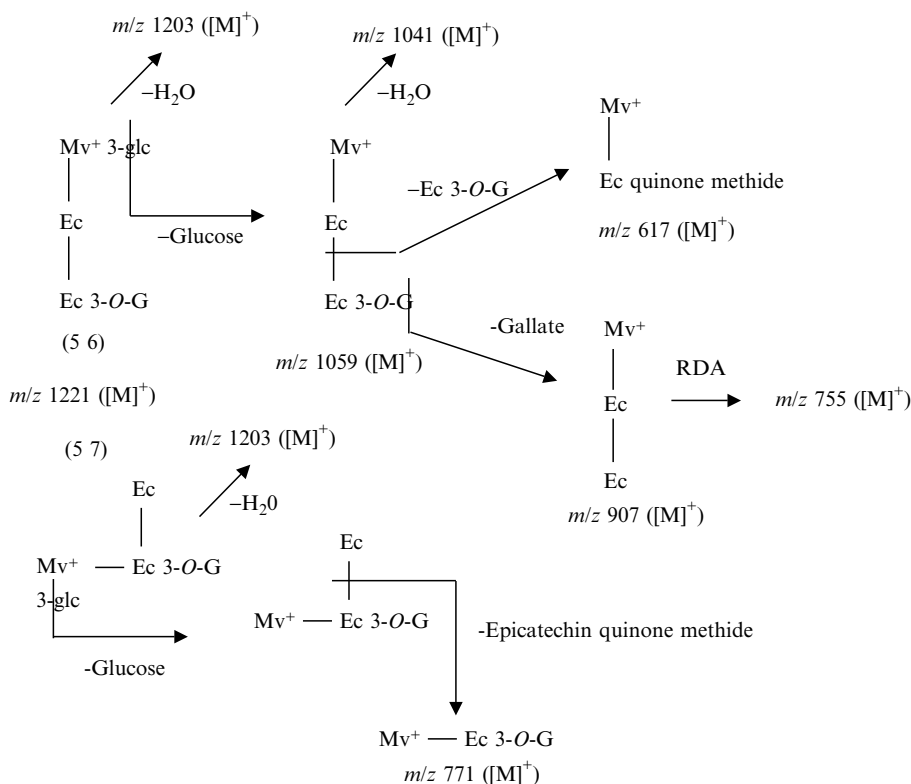 m/z 1203 ([M]+)
m/z 1041 ([M]+)
–H2O
–H2O
Mv+ 3-glc
Mv+
Mv+
–Ec 3-O-G
Ec quinone methide
m/z 617 ([M]+)
Ec
Ec
–Glucose
Ec 3-O-G
Ec 3-O-G
(5 6)
m/z 1059 ([M]+)
-Gallate
Mv+
m/z 1221 ([M]+)
RDA
Ec
m/z 755 ([M]+)
(5 7)
m/z 1203 ([M]+)
Ec
Ec
–H20
m/z 907 ([M]+)
Ec
Mv+
Ec 3-O-G
3-glc
Mv+
Ec 3-O-G
-Epicatechin quinone methide
-Glucose
Mv+
Ec 3-O-G
m/z 771 ([M]+)